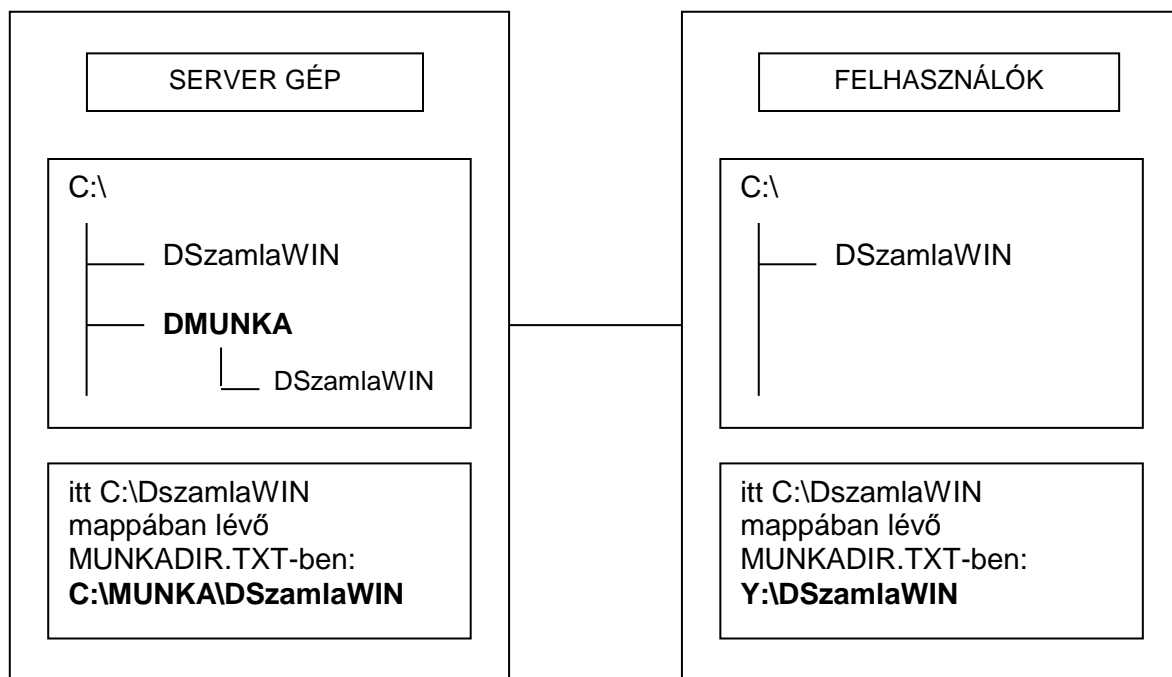 SERVER GÉP
C:\
DSzamlaWIN
DMUNKA
DSzamlaWIN
itt C:\DszamlaWIN
mappában lévő
MUNKADIR.TXT-ben:
C:\MUNKA\DSzamlaWIN
FELHASZNÁLÓK
C:\
DSzamlaWIN
itt C:\DszamlaWIN
mappában lévő
MUNKADIR.TXT-ben:
Y:\DSzamlaWIN